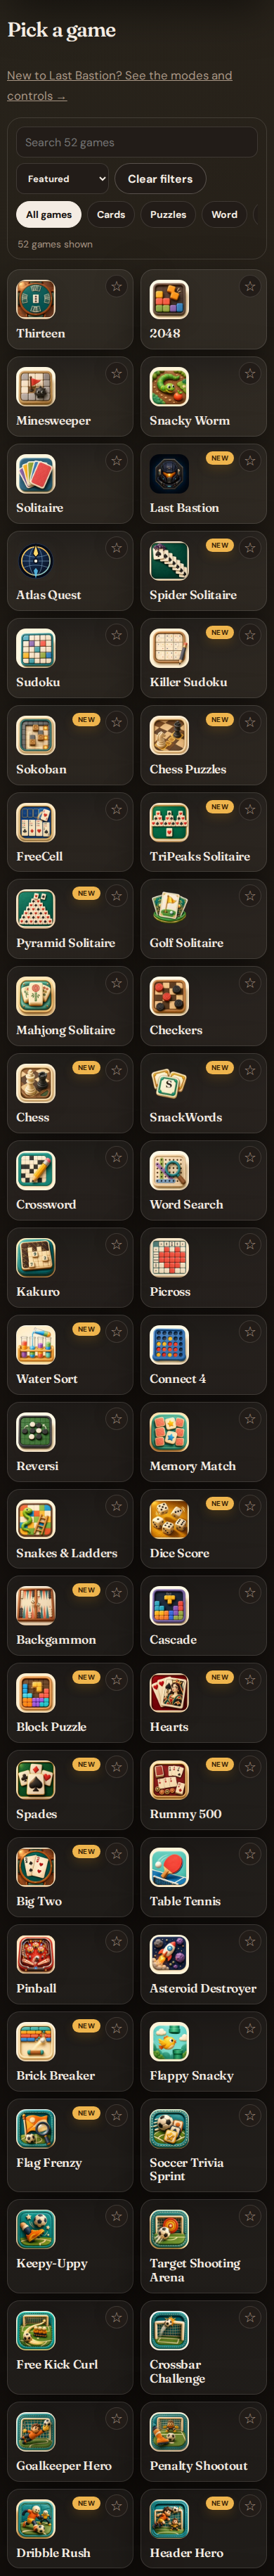 Pick a game
New to Last Bastion? See the modes and
controls →
Search 52 games
Featured
Clear filters
All games
Cards
Puzzles
Word
52 games shown
Thirteen
2048
Minesweeper
Snacky Worm
Solitaire
NEW
Last Bastion
Atlas Quest
NEW
Spider Solitaire
Sudoku
NEW
Killer Sudoku
NEW
Sokoban
NEW
Chess Puzzles
FreeCell
NEW
TriPeaks Solitaire
NEW
Pyramid Solitaire
Golf Solitaire
Mahjong Solitaire
Checkers
NEW
Chess
NEW
S
SnackWords
Crossword
Word Search
Kakuro
Picross
NEW
Water Sort
Connect 4
Reversi
Memory Match
Snakes & Ladders
NEW
Dice Score
NEW
Backgammon
Cascade
NEW
Block Puzzle
NEW
Hearts
NEW
Spades
NEW
Rummy 500
NEW
Big Two
Table Tennis
Pinball
Asteroid Destroyer
NEW
Brick Breaker
Flappy Snacky
NEW
Flag Frenzy
Soccer Trivia
Sprint
Keepy-Uppy
Target Shooting
Arena
Free Kick Curl
Crossbar
Challenge
Goalkeeper Hero
Penalty Shootout
NEW
Dribble Rush
NEW
Header Hero